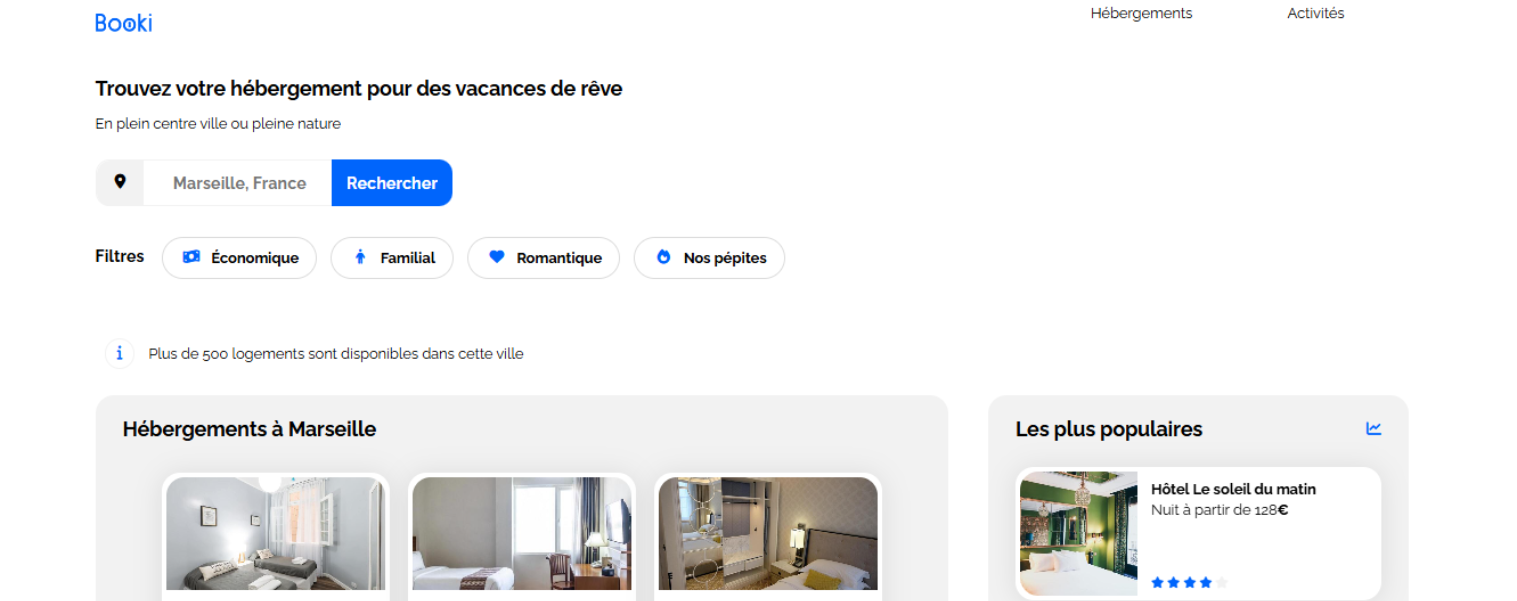 Booki
Hébergements
Activités
Trouvez votre hébergement pour des vacances de rêve
En plein centre ville ou pleine nature
Marseille, France
Rechercher
Filtres
Économique
Familial
Romantique
Nos pépites
Plus de 500 logements sont disponibles dans cette ville
Hébergements à Marseille
Les plus populaires
Hôtel Le soleil du matin
Nuit à partir de 128€